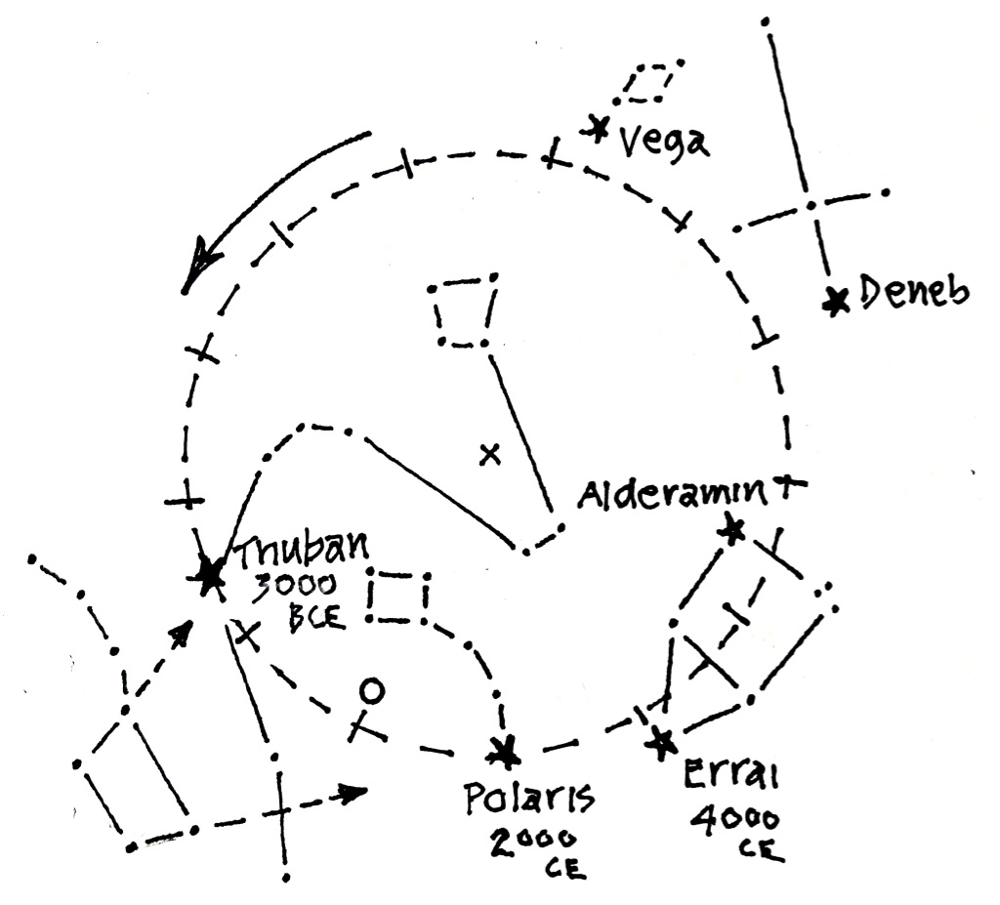 Vega
Deneb
Alderamin
Thuban
3000
BCE
O
Polaris
2000
CE
Errai
4000
CE